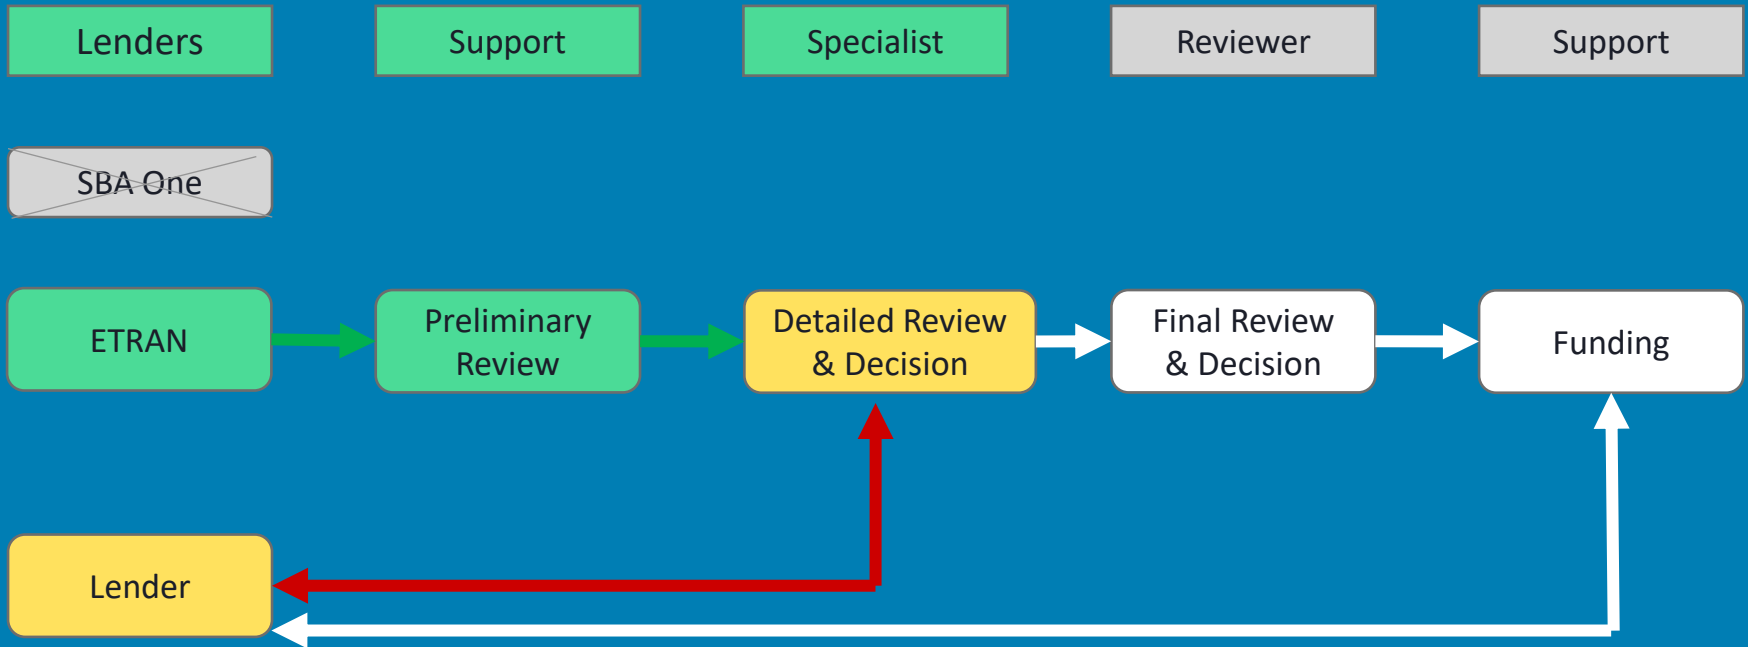 Lenders
Support
Specialist
Reviewer
Support
SBA One
ETRAN
Preliminary
Review
Detailed Review
& Decision
Final Review
& Decision
Funding
Lender